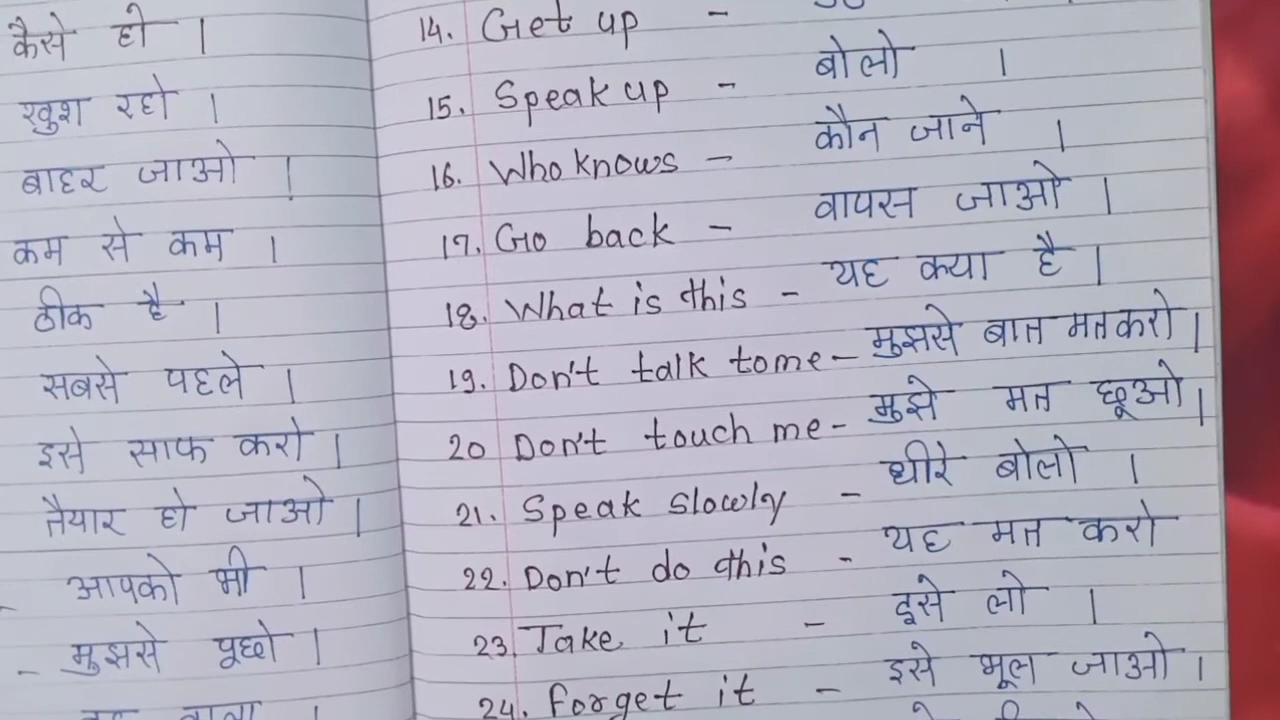 कैसे हो ।
खुश रहो ।
बाहर जाओ ।
कम से कम ।
ठीक है ।
सबसे पहले ।
इसे साफ करो ।
तैयार हो जाओ ।
आपको भी ।
- मुझसे पूछो ।
14. Get up -
15. Speak up - बोलो ।
16. Who knows - कौन जाने ।
17. Go back - वापस जाओ ।
18. What is this - यह क्या है ।
19. Don't talk to me - मुझसे बात मत करो ।
20 Don't touch me - मुझे मत छूओ ।
21. Speak slowly - धीरे बोलो ।
22. Don't do this - यह मत करो
23. Take it - इसे लो ।
24. Forget it - इसे भूल जाओ ।